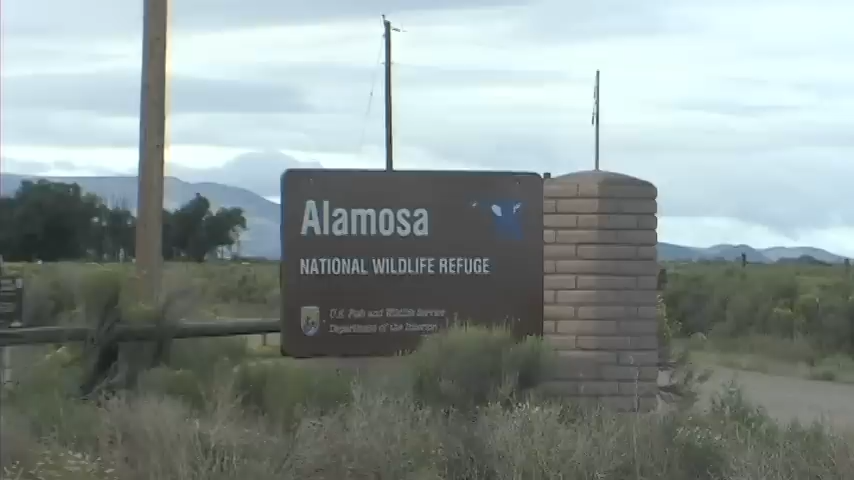 Alamosa
NATIONAL WILDLIFE REFUGE
U.S. Fish and Wildlife Service
Department of the Interior